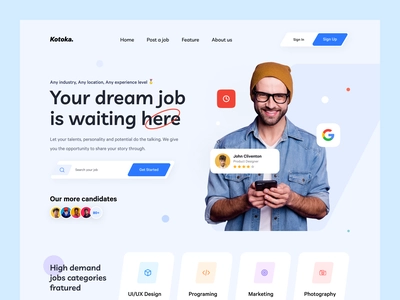 Kotoka.
Home Post a job Feature About us
Sign in Sign Up
Any industry, Any location, Any experience level
Your dream job
is waiting here
Let your talents, personality and potential do the talking. We give
you the opportunity to share your story through.
Search your job
Get Started
John Cliverton
Product Designer
Our more candidates
90+
High demand
jobs categories
fratured
UI/UX Design
Programing
Marketing
Photography